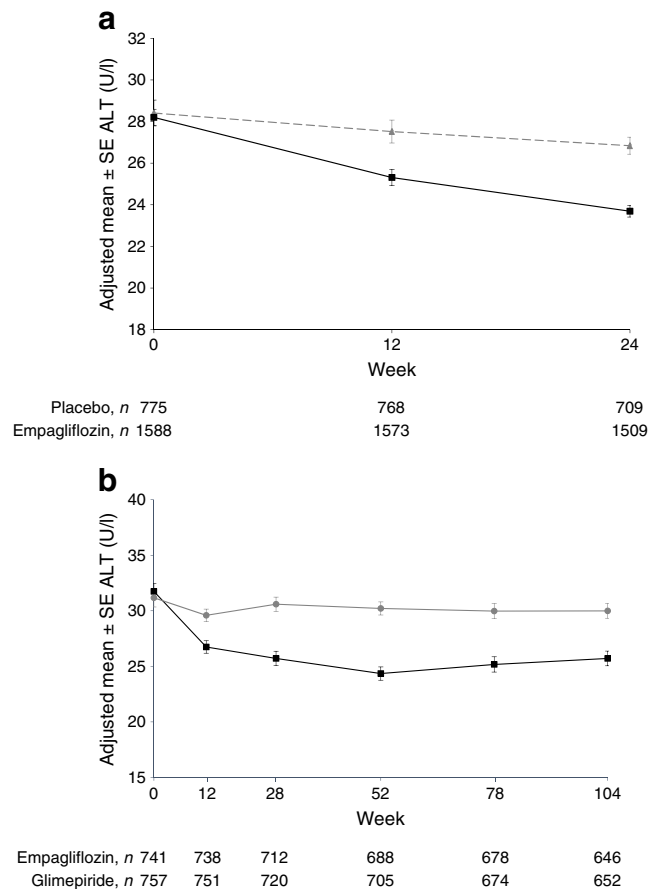 a
Adjusted mean ± SE ALT (U/l)
32
30
28
26
24
22
20
18
0 12 24
Week
Placebo, n 775 768 709
Empagliflozin, n 1588 1573 1509
b
Adjusted mean ± SE ALT (U/l)
40
35
30
25
20
15
0 12 28 52 78 104
Week
Empagliflozin, n 741 738 712 688 678 646
Glimepiride, n 757 751 720 705 674 652